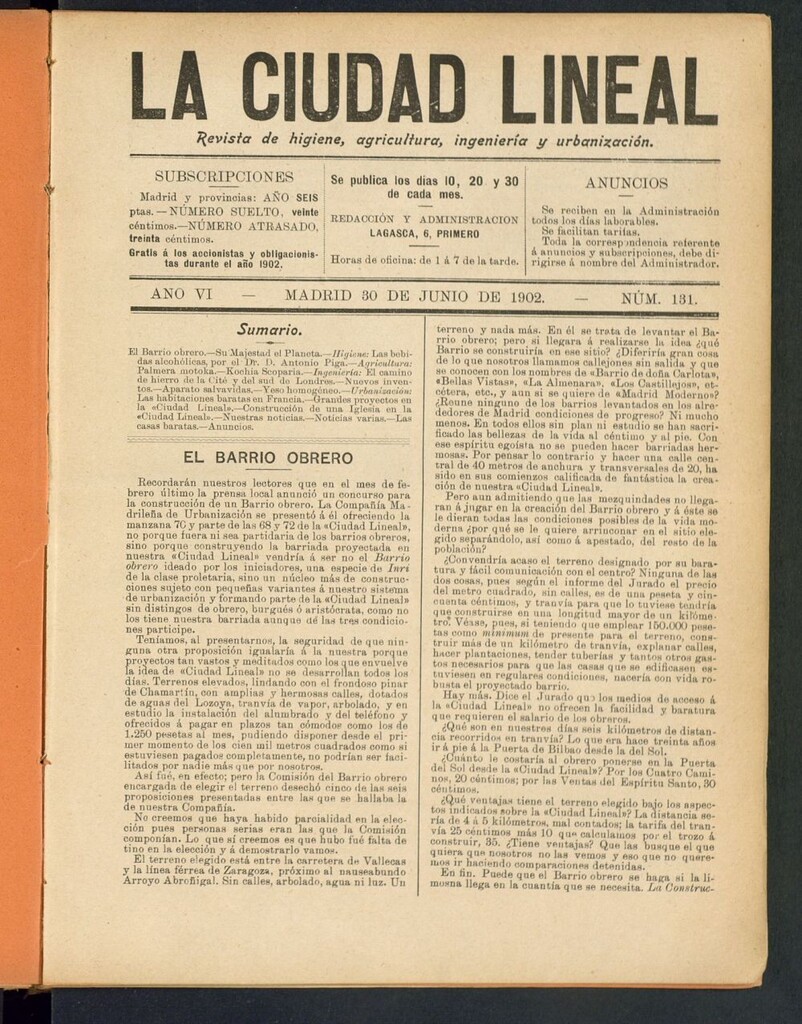 LA CIUDAD LINEAL
Revista de higiene, agricultura, ingeniería y urbanización.
SUBSCRIPCIONES
Madrid y provincias: AÑO SEIS
ptas.—NÚMERO SUELTO, veinte
céntimos.—NÚMERO ATRASADO,
treinta céntimos.
Gratis á los accionistas y obligacionis-
tas durante el año 1902.
Se publica los días 10, 20 y 30
de cada mes.
REDACCIÓN Y ADMINISTRACION
LAGASCA, 6, PRIMERO
Horas de oficina: de 1 á 7 de la tarde.
ANUNCIOS
Se reciben en la Administración
todos los días laborables.
Se facilitan tarifas.
Toda la correspondencia referente
á anuncios y subscripciones, debe di-
rigirse á nombre del Administrador.
AÑO VI — MADRID 30 DE JUNIO DE 1902. — NÚM. 131.
Sumario.
El Barrio obrero.—Su Majestad el Planeta.—Higiene: Las bebi-
das alcohólicas, por el Dr. D. Antonio Piga.—Agricultura:
Palmera motoka.—Kochia Scoparia.—Ingeniería: El camino
de hierro de la Cité y del sud de Londres.—Nuevos inven-
tos.—Aparato salvavidas.—Yeso homogéneo.—Urbanización:
Las habitaciones baratas en Francia.—Grandes proyectos en
la «Ciudad Lineal».—Construcción de una Iglesia en la
«Ciudad Lineal».—Nuestras noticias.—Noticias varias.—Las
casas baratas.—Anuncios.
EL BARRIO OBRERO
Recordarán nuestros lectores que en el mes de fe-
brero último la prensa local anunció un concurso para
la construcción de un Barrio obrero. La Compañía Ma-
drileña de Urbanización se presentó á él ofreciendo la
manzana 76 y parte de las 68 y 72 de la «Ciudad Lineal»,
no porque fuera ni sea partidaria de los barrios obreros,
sino porque construyendo la barriada proyectada en
nuestra «Ciudad Lineal» vendría á ser no el Barrio
obrero ideado por los iniciadores, una especie de Inri
de la clase proletaria, sino un núcleo más de construc-
ciones sujeto con pequeñas variantes á nuestro sistema
de urbanización y formando parte de la «Ciudad Lineal»
sin distingos de obrero, burgués ó aristócrata, como no
los tiene nuestra barriada aunque dé las tres condicio-
nes participe.
Teníamos, al presentarnos, la seguridad de que nin-
guna otra proposición igualaría á la nuestra porque
proyectos tan vastos y meditados como los que envuelve
la idea de «Ciudad Lineal» no se desarrollan todos los
días. Terrenos elevados, lindando con el frondoso pinar
de Chamartín, con amplias y hermosas calles, dotados
de aguas del Lozoya, tranvía de vapor, arbolado, y en
estudio la instalación del alumbrado y del teléfono y
ofrecidos á pagar en plazos tan cómodos como los de
1.250 pesetas al mes, pudiendo disponer desde el pri-
mer momento de los cien mil metros cuadrados como si
estuviesen pagados completamente, no podrían ser faci-
litados por nadie más que por nosotros.
Así fué, en efecto; pero la Comisión del Barrio obrero
encargada de elegir el terreno desechó cinco de las seis
proposiciones presentadas entre las que se hallaba la
de nuestra Compañía.
No creemos que haya habido parcialidad en la elec-
ción pues personas serias eran las que la Comisión
componían. Lo que sí creemos es que hubo fué falta de
tino en la elección y á demostrarlo vamos.
El terreno elegido está entre la carretera de Vallecas
y la línea férrea de Zaragoza, próximo al nauseabundo
Arroyo Abroñigal. Sin calles, arbolado, agua ni luz. Un
terreno y nada más. En él se trata de levantar el Ba-
rrio obrero; pero si llegara á realizarse la idea ¿qué
Barrio se construiría en ese sitio? ¿Diferiría gran cosa
de lo que nosotros llamamos callejones sin salida y que
se conocen con los nombres de «Barrio de doña Carlota»,
«Bellas Vistas», «La Almenara», «Los Castillejos», et-
cétera, etc., y aun si se quiere de «Madrid Moderno»?
¿Reune ninguno de los barrios levantados en los alre-
dedores de Madrid condiciones de progreso? Ni mucho
menos. En todos ellos sin plan ni estudio se han sacri-
ficado las bellezas de la vida al céntimo y al pie. Con
ese espíritu egoísta no se pueden hacer barriadas her-
mosas. Por pensar lo contrario y hacer una calle cen-
tral de 40 metros de anchura y transversales de 20, ha
sido en sus comienzos calificada de fantástica la crea-
ción de nuestra «Ciudad Lineal».
Pero aun admitiendo que las mezquindades no llega-
ran á jugar en la creación del Barrio obrero y á éste se
le dieran todas las condiciones posibles de la vida mo-
derna ¿por qué se le quiere arrinconar en el sitio ele-
gido separándolo, así como á apestado, del resto de la
población?
¿Convendría acaso el terreno designado por su bara-
tura y fácil comunicación con el centro? Ninguna de las
dos cosas, pues según el informe del Jurado el precio
del metro cuadrado, sin calles, es de una peseta y cin-
cuenta céntimos, y tranvía para que lo tuviese tendría
que construirse en una longitud mayor de un kilóme-
tro. Véase, pues, si teniendo que emplear 150.000 pese-
tas como mínimum de presente para el terreno, cons-
truir más de un kilómetro de tranvía, explanar calles,
hacer plantaciones, tender tuberías y tantos otros gas-
tos necesarios para que las casas que se edificasen es-
tuviesen en regulares condiciones, nacería con vida ro-
busta el proyectado barrio.
Hay más. Dice el Jurado que los medios de acceso á
la «Ciudad Lineal» no ofrecen la facilidad y baratura
que requieren el salario de los obreros.
¿Qué son en nuestros días seis kilómetros de distan-
cia recorridos en tranvía? Lo que era hace treinta años
ir á pie á la Puerta de Bilbao desde la del Sol.
¿Cuánto le costaría al obrero ponerse en la Puerta
del Sol desde la «Ciudad Lineal»? Por los Cuatro Cami-
nos, 20 céntimos; por las Ventas del Espíritu Santo, 30
céntimos.
¿Qué ventajas tiene el terreno elegido bajo los aspec-
tos indicados sobre la «Ciudad Lineal»? La distancia se-
ría de 4 á 5 kilómetros, mal contados; la tarifa del tran-
vía 25 céntimos más 10 que calculamos por el trozo á
construir, 35. ¿Tiene ventajas? Que las busque el que
quiera que nosotros no las vemos y eso que no quere-
mos ir haciendo comparaciones detenidas.
En fin. Puede que el Barrio obrero se haga si la li-
mosna llega en la cuantía que se necesita. La Construc-